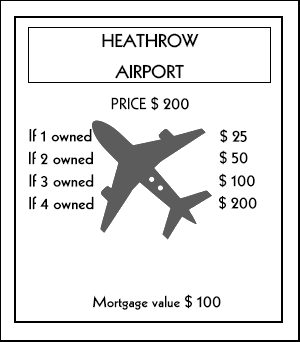 HEATHROW
AIRPORT
PRICE $ 200
If 1 owned $ 25
If 2 owned $ 50
If 3 owned $ 100
If 4 owned $ 200
Mortgage value $ 100